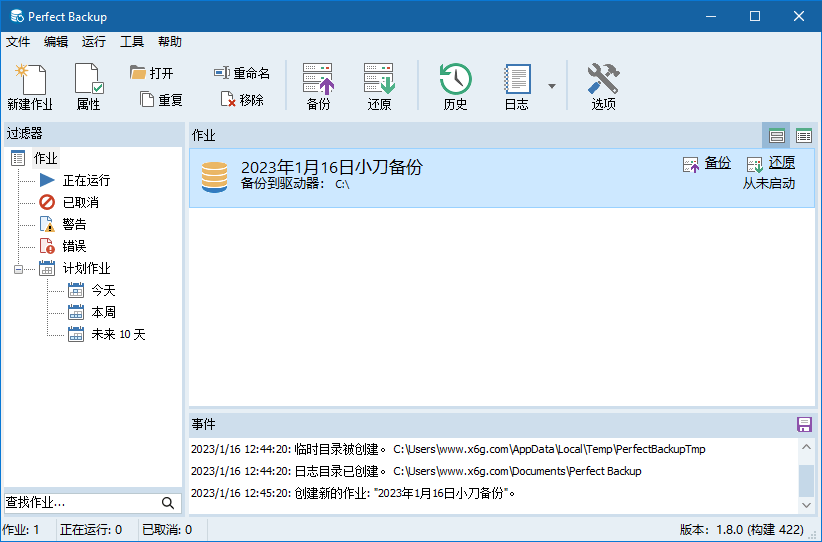 Perfect Backup
文件 编辑 运行 工具 帮助
新建作业 属性 打开 重复 重命名 移除 备份 还原 历史 日志 选项
过滤器
作业
正在运行
已取消
警告
错误
计划作业
今天
本周
未来 10 天
查找作业...
作业
2023年1月16日小刀备份
备份到驱动器: C:\
备份 还原
从未启动
事件
2023/1/16 12:44:20: 临时目录被创建。 C:\Users\www.x6g.com\AppData\Local\Temp\PerfectBackupTmp
2023/1/16 12:44:20: 日志目录已创建。 C:\Users\www.x6g.com\Documents\Perfect Backup
2023/1/16 12:45:20: 创建新的作业: "2023年1月16日小刀备份"。
作业: 1 正在运行: 0 已取消: 0 版本: 1.8.0 (构建 422)